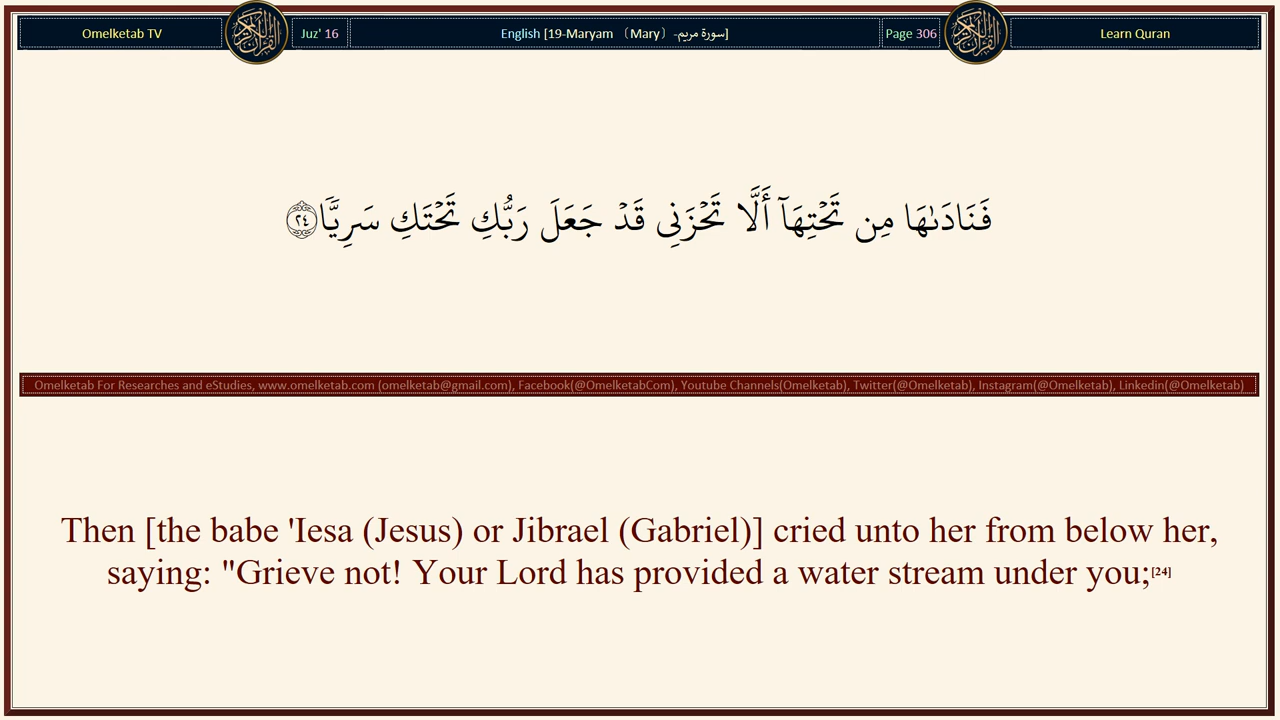 Omelketab TV
Juz' 16
English [19-Maryam （Mary） -سورة مريم]
Page 306
Learn Quran
فَنَادَىٰهَا مِن تَحْتِهَآ أَلَّا تَحْزَنِى قَدْ جَعَلَ رَبُّكِ تَحْتَكِ سَرِيًّا ٢٤
Omelketab For Researches and eStudies, www.omelketab.com (omelketab@gmail.com), Facebook(@OmelketabCom), Youtube Channels(Omelketab), Twitter(@Omelketab), Instagram(@Omelketab), Linkedin(@Omelketab)
Then [the babe 'Iesa (Jesus) or Jibrael (Gabriel)] cried unto her from below her,
saying: "Grieve not! Your Lord has provided a water stream under you;[24]